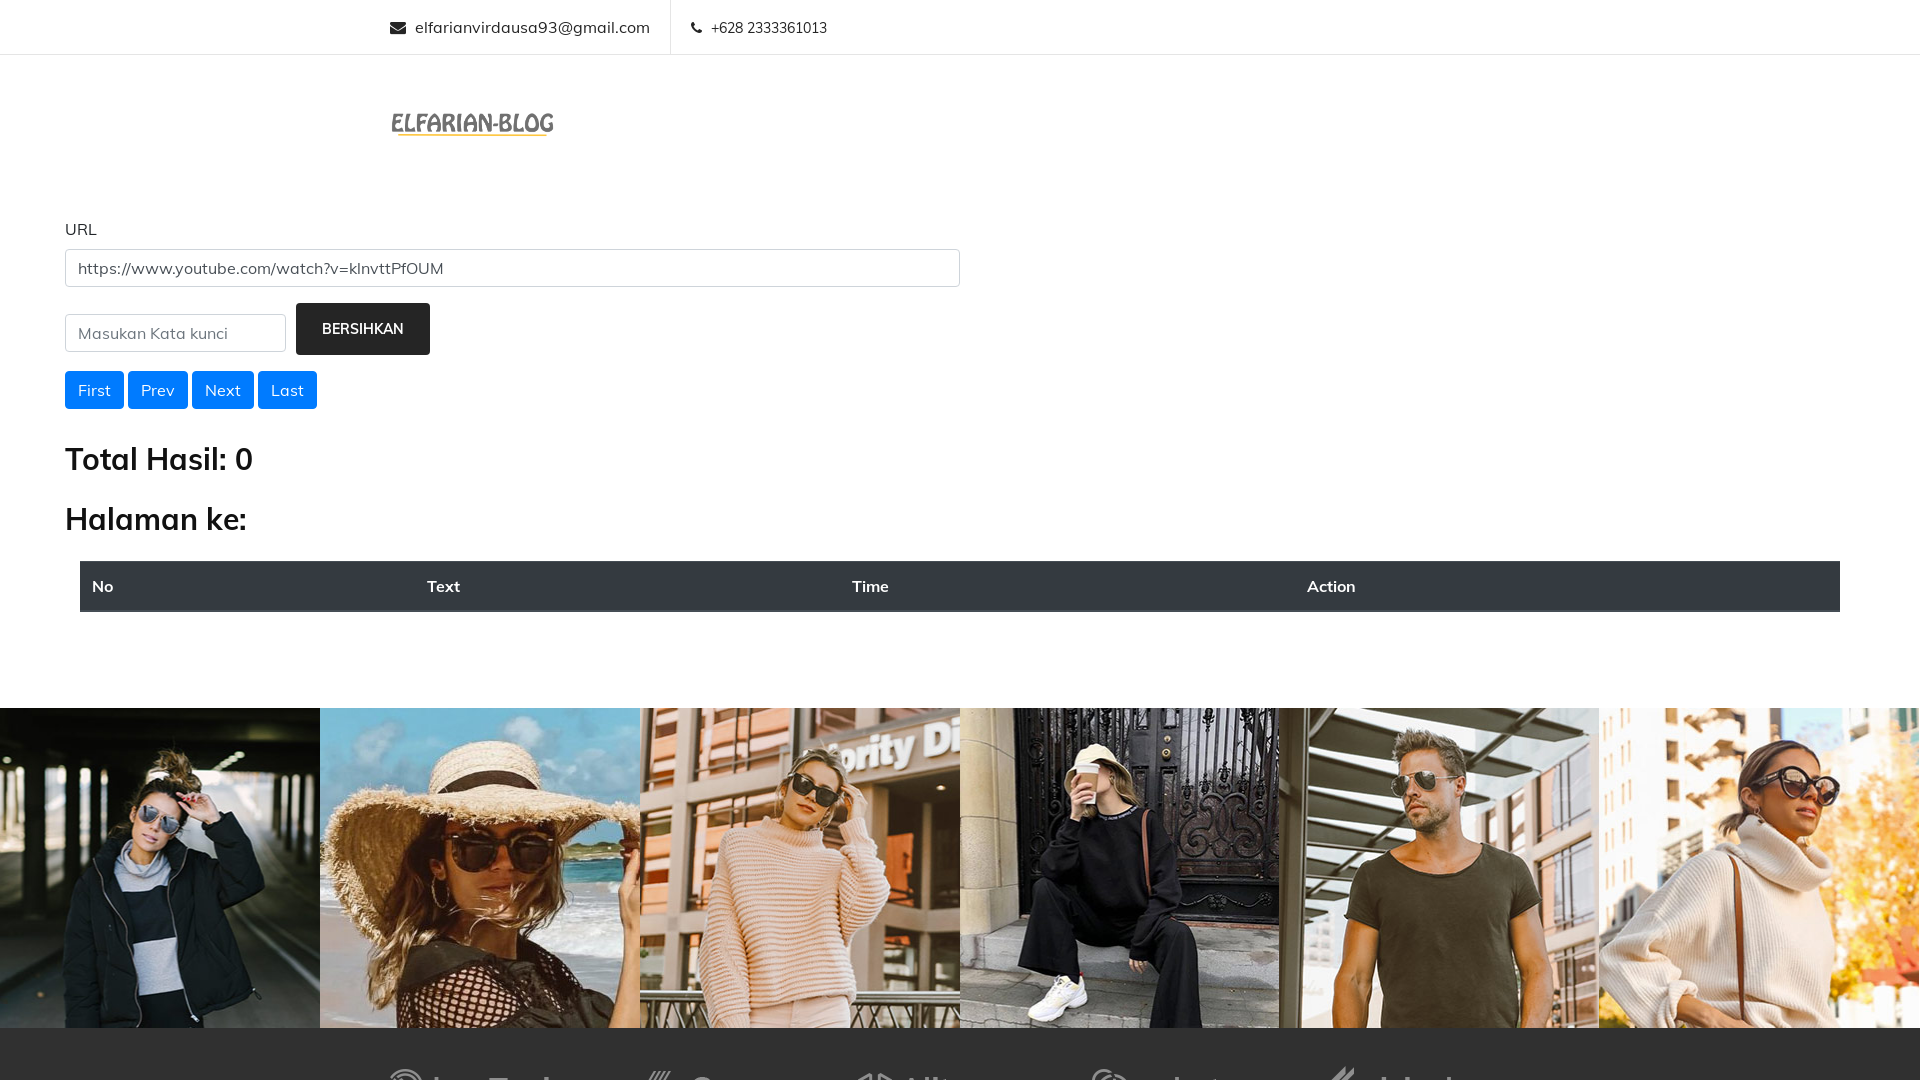 elfarianvirdausa93@gmail.com
+628 2333361013
ELFARIAN-BLOG
URL
https://www.youtube.com/watch?v=klnvttPfOUM
Masukan Kata kunci
BERSIHKAN
First Prev Next Last
Total Hasil: 0
Halaman ke:
No Text Time Action